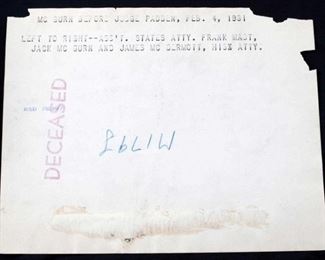 MC GURN BEFORE JUDGE PADDEN, FEB. 4, 1931
LEFT TO RIGHT--ASS'T. STATES ATTY. FRANK MAST,
JACK MC GURN AND JAMES MC DERMOTT, HIS ATTY.
DECEASED
M1792